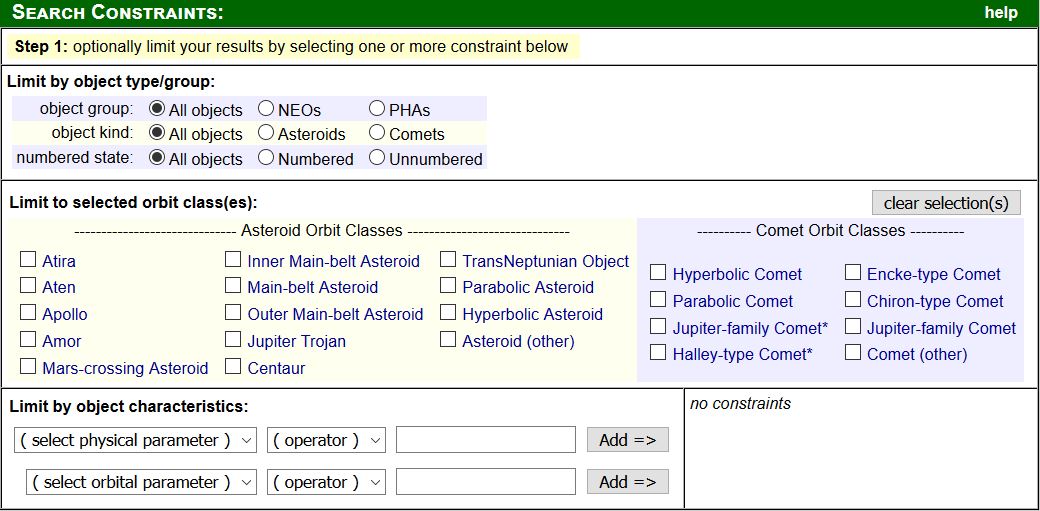 SEARCH CONSTRAINTS: help
Step 1: optionally limit your results by selecting one or more constraint below
Limit by object type/group:
object group: All objects NEOs PHAs
object kind: All objects Asteroids Comets
numbered state: All objects Numbered Unnumbered
Limit to selected orbit class(es): clear selection(s)
------------------------------ Asteroid Orbit Classes ------------------------------ ---------- Comet Orbit Classes ----------
Atira Inner Main-belt Asteroid TransNeptunian Object
Hyperbolic Comet Encke-type Comet
Aten Main-belt Asteroid Parabolic Asteroid
Parabolic Comet Chiron-type Comet
Apollo Outer Main-belt Asteroid Hyperbolic Asteroid
Jupiter-family Comet* Jupiter-family Comet
Amor Jupiter Trojan Asteroid (other)
Halley-type Comet* Comet (other)
Mars-crossing Asteroid Centaur
Limit by object characteristics: no constraints
( select physical parameter ) ( operator ) Add =>
( select orbital parameter ) ( operator ) Add =>